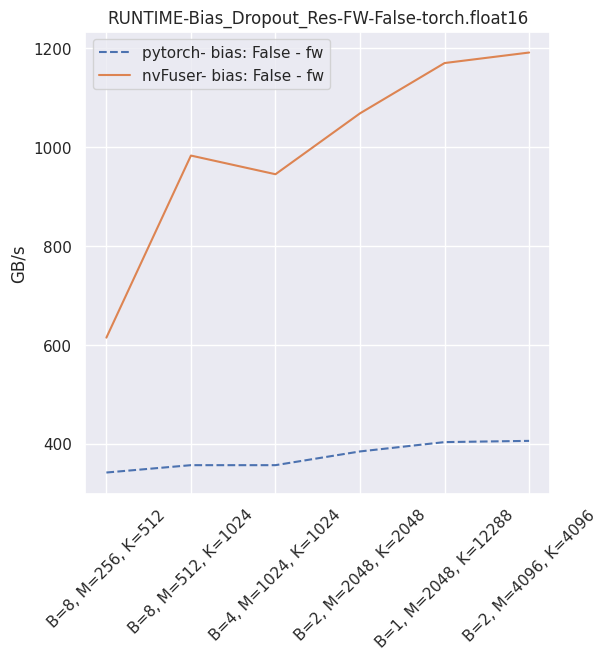 RUNTIME-Bias_Dropout_Res-FW-False-torch.float16
pytorch- bias: False - fw
nvFuser- bias: False - fw
1200
1000
800
600
400
GB/s
B=8, M=256, K=512
B=8, M=512, K=1024
B=4, M=1024, K=1024
B=2, M=2048, K=2048
B=1, M=2048, K=12288
B=2, M=4096, K=4096